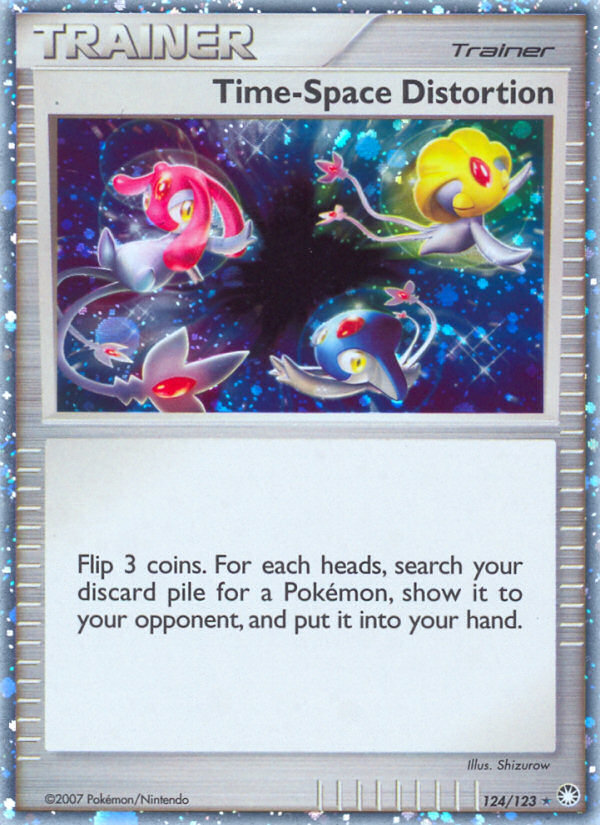 TRAINER
Trainer
Time-Space Distortion
Flip 3 coins. For each heads, search your
discard pile for a Pokémon, show it to
your opponent, and put it into your hand.
Illus. Shizurow
©2007 Pokémon/Nintendo
124/123 ★